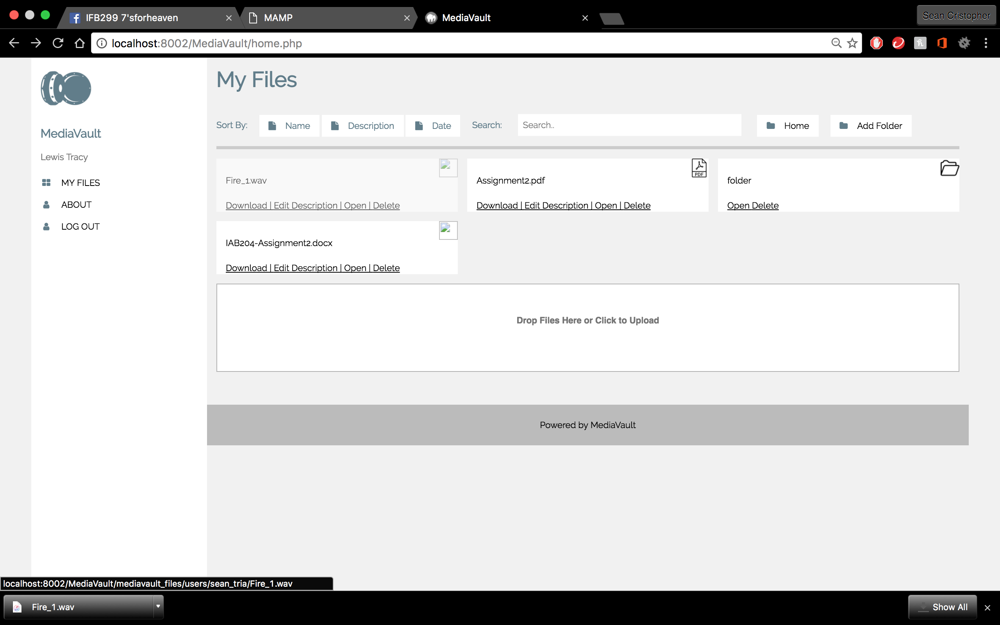 IFB299 7'sforheaven
MAMP
MediaVault
Sean Cristopher
localhost:8002/MediaVault/home.php
My Files
MediaVault
Lewis Tracy
MY FILES
ABOUT
LOG OUT
Sort By: Name Description Date Search: Search.. Home Add Folder
Fire_1.wav
Download | Edit Description | Open | Delete
Assignment2.pdf
PDF
Download | Edit Description | Open | Delete
folder
Open Delete
IAB204-Assignment2.docx
Download | Edit Description | Open | Delete
Drop Files Here or Click to Upload
Powered by MediaVault
localhost:8002/MediaVault/mediavault_files/users/sean_tria/Fire_1.wav
Fire_1.wav
Show All